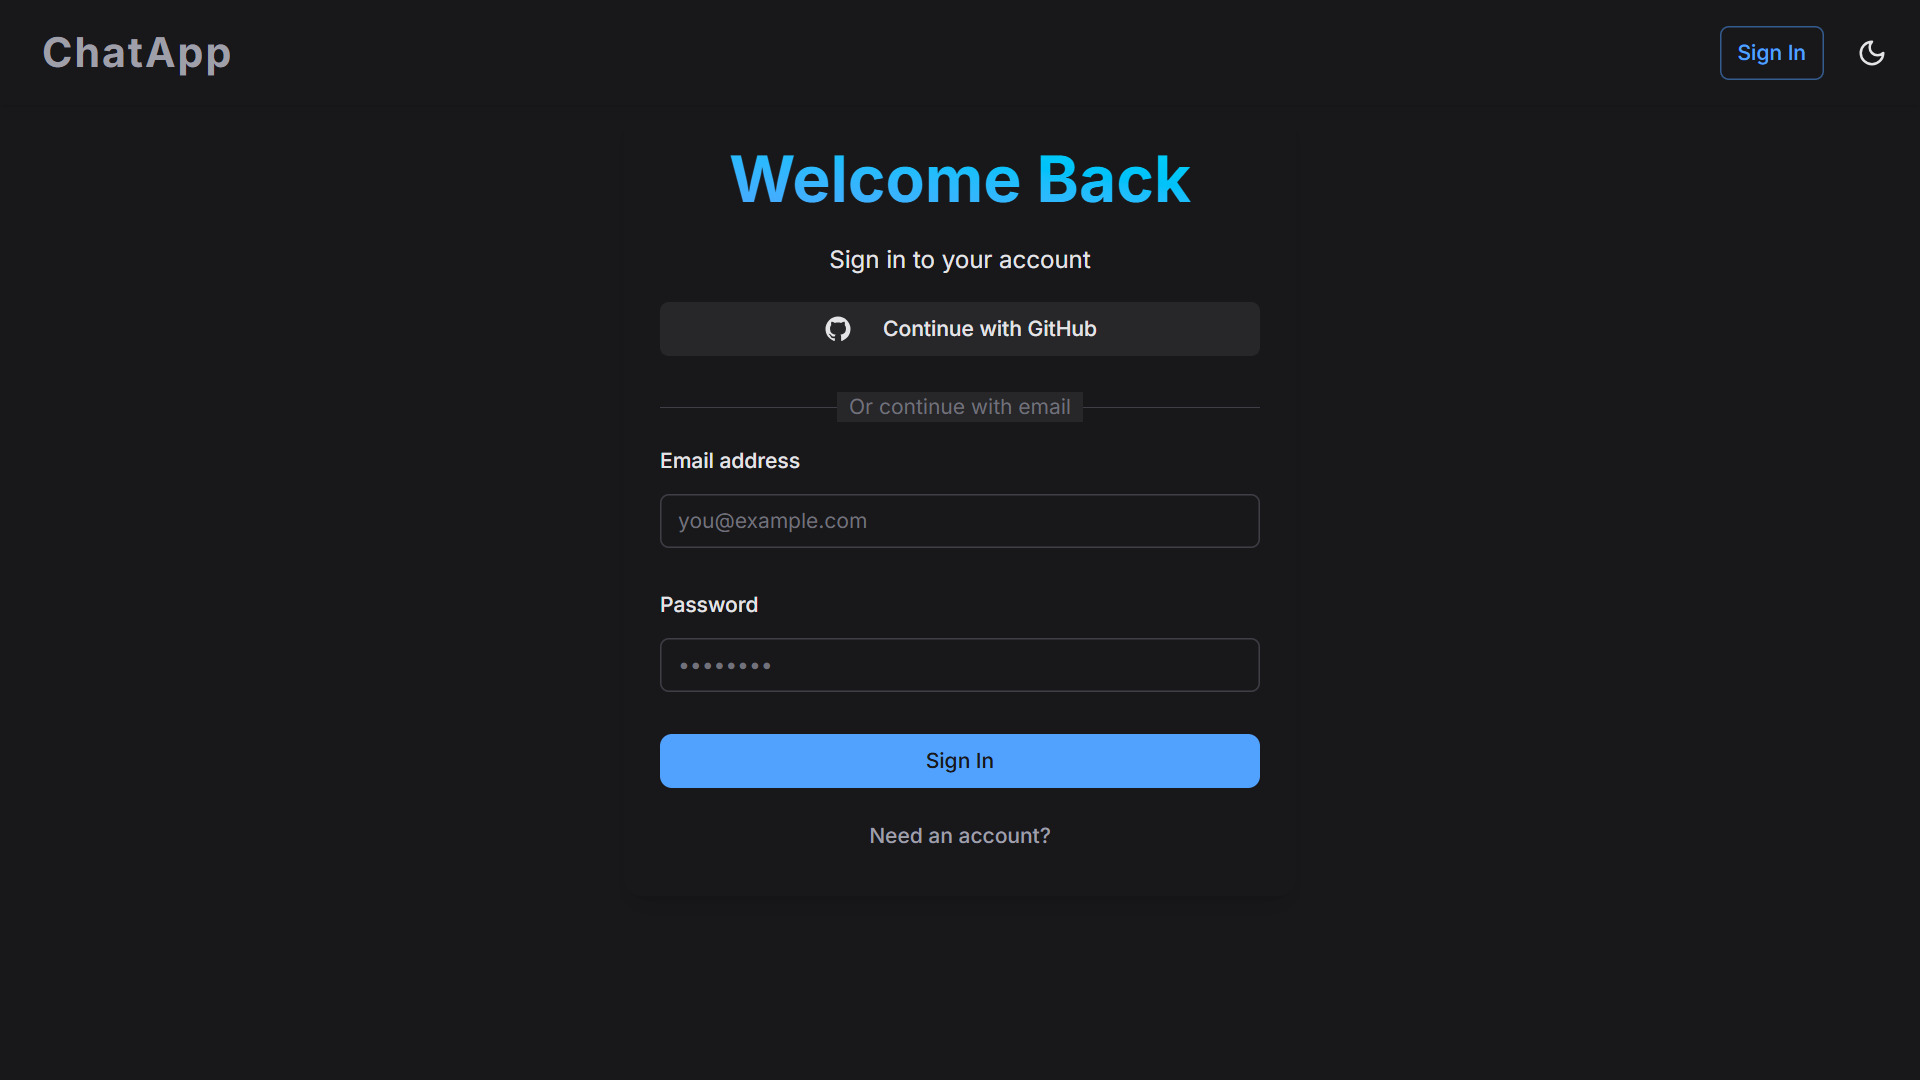 ChatApp
Sign In
Welcome Back
Sign in to your account
Continue with GitHub
Or continue with email
Email address
you@example.com
Password
••••••••
Sign In
Need an account?